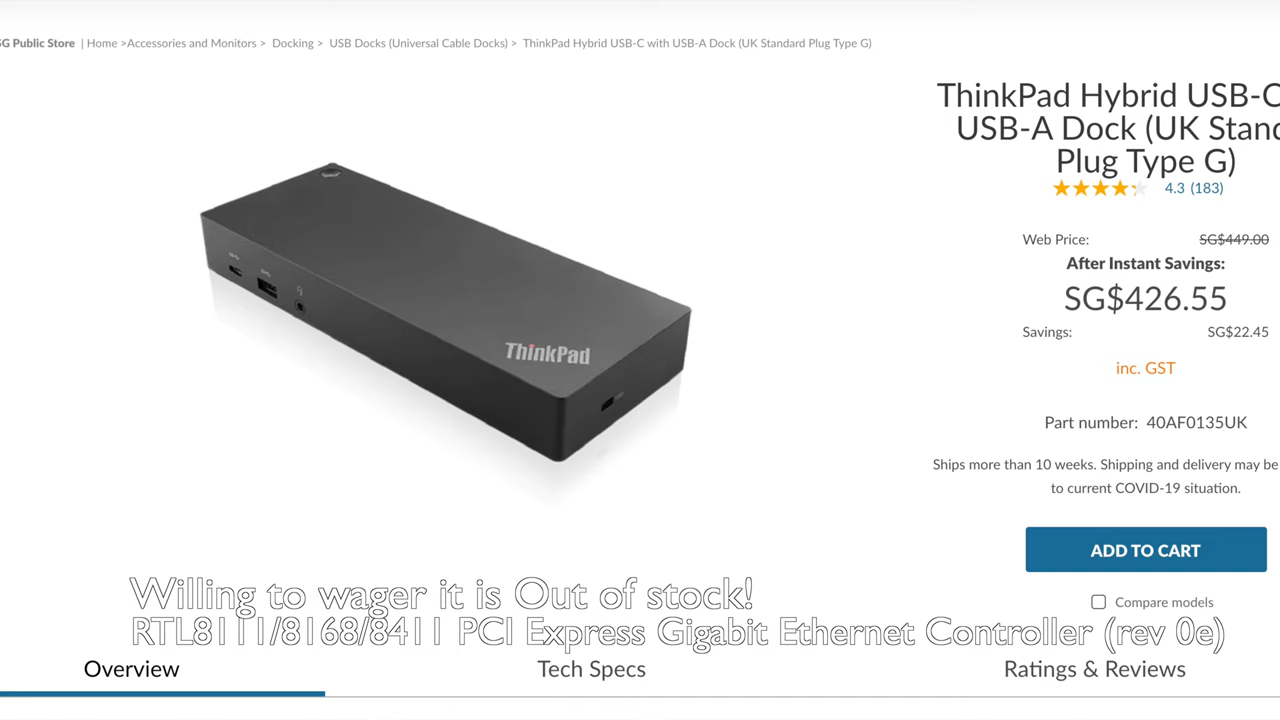 SG Public Store | Home >Accessories and Monitors > Docking > USB Docks (Universal Cable Docks) > ThinkPad Hybrid USB-C with USB-A Dock (UK Standard Plug Type G)
ThinkPad Hybrid USB-C
USB-A Dock (UK Stand
Plug Type G)
4.3 (183)
Web Price: SG$449.00
After Instant Savings:
SG$426.55
Savings: SG$22.45
inc. GST
Part number: 40AF0135UK
Ships more than 10 weeks. Shipping and delivery may be
to current COVID-19 situation.
ADD TO CART
Compare models
ThinkPad
Willing to wager it is Out of stock!
RTL8111/8168/8411 PCI Express Gigabit Ethernet Controller (rev 0e)
Overview Tech Specs Ratings & Reviews